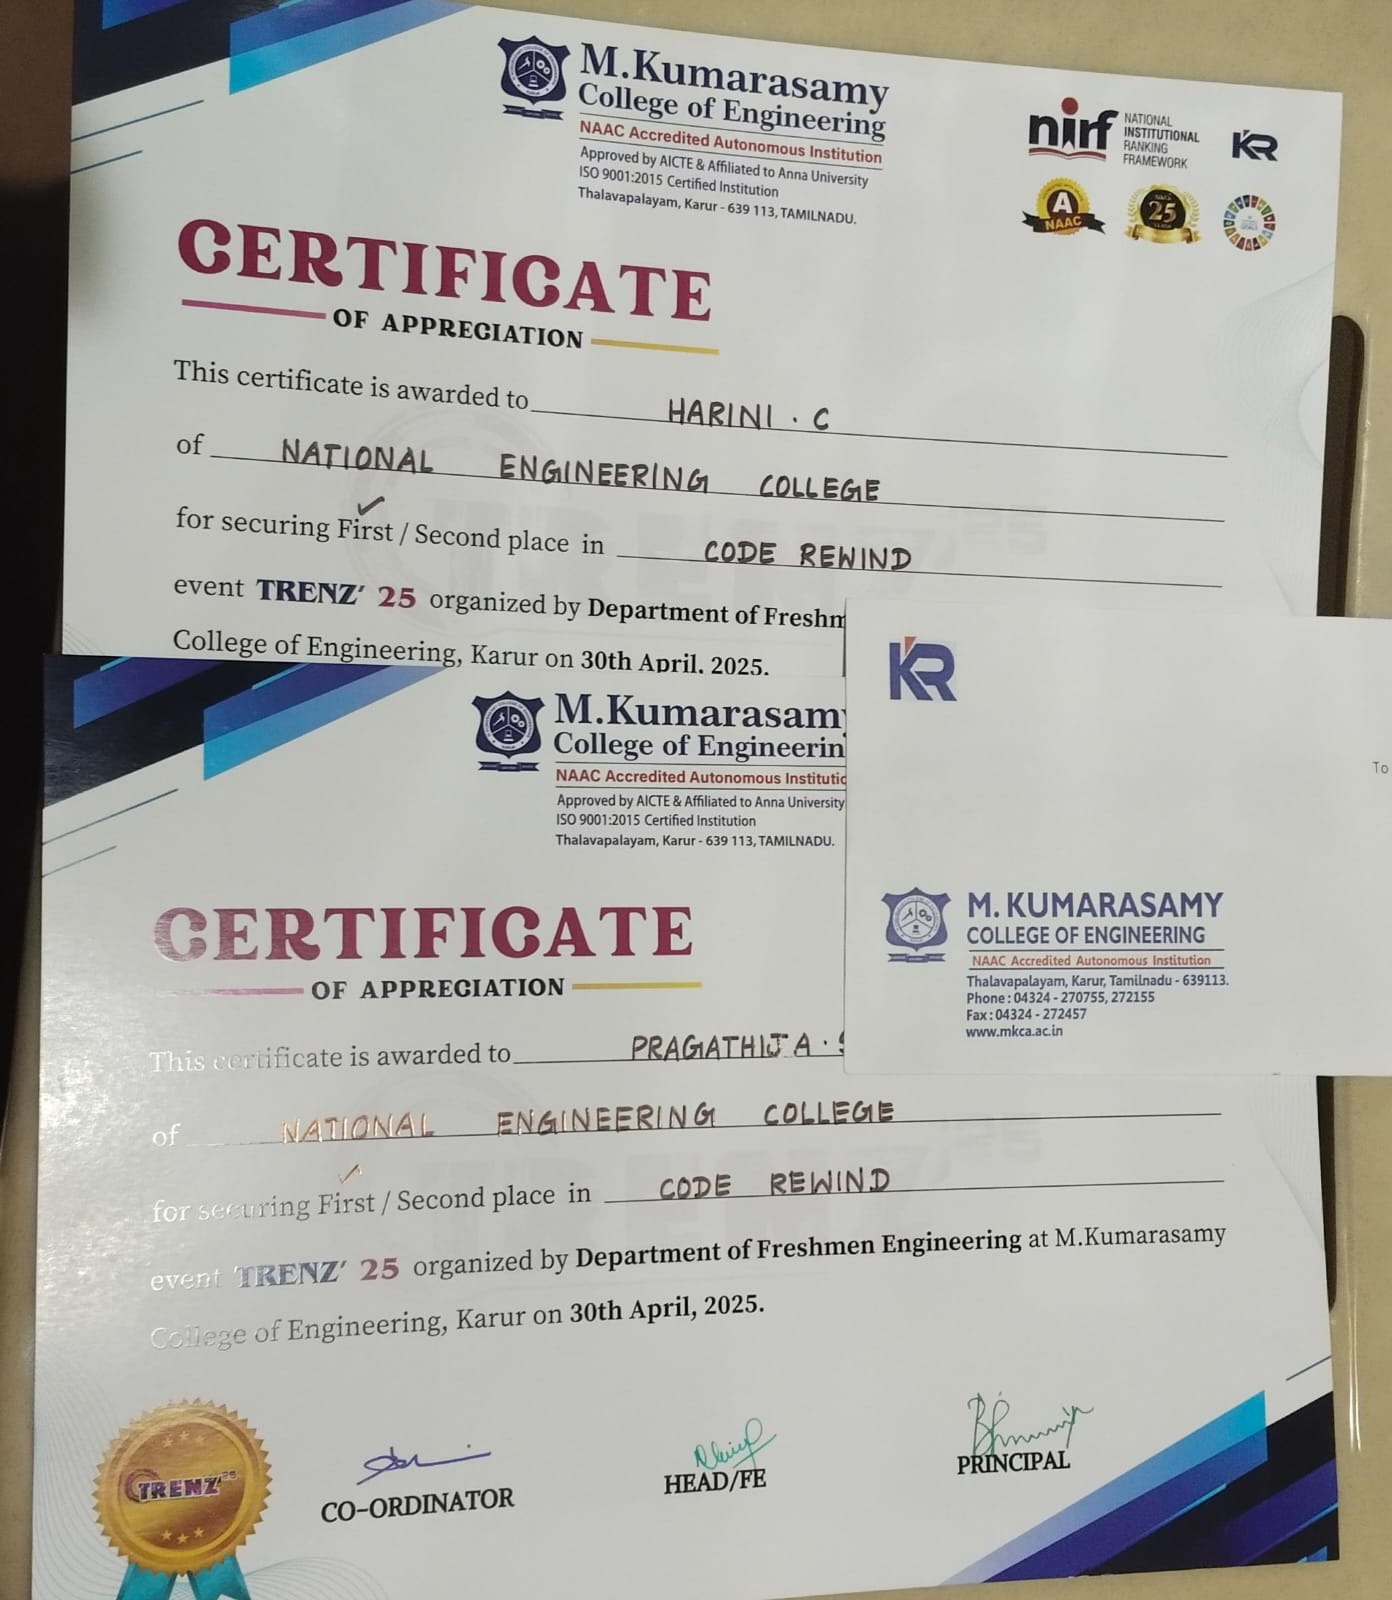 M.Kumarasamy
College of Engineering
NAAC Accredited Autonomous Institution
Approved by AICTE & Affiliated to Anna University
ISO 9001:2015 Certified Institution
Thalavapalayam, Karur - 639 113, TAMILNADU.
nirf NATIONAL
INSTITUTIONAL
RANKING
FRAMEWORK
KR
A
NAAC
25
CERTIFICATE
OF APPRECIATION
This certificate is awarded to HARINI . C
of NATIONAL ENGINEERING COLLEGE
for securing First / Second place in CODE REWIND
event TRENZ' 25 organized by Department of Freshm
College of Engineering, Karur on 30th April, 2025.
M.Kumarasamy
College of Engineerin
NAAC Accredited Autonomous Institutio
Approved by AICTE & Affiliated to Anna University
ISO 9001:2015 Certified Institution
Thalavapalayam, Karur - 639 113, TAMILNADU.
CERTIFICATE
OF APPRECIATION
This certificate is awarded to PRAGATHIJA . S
of NATIONAL ENGINEERING COLLEGE
for securing First / Second place in CODE REWIND
event TRENZ' 25 organized by Department of Freshmen Engineering at M.Kumarasamy
College of Engineering, Karur on 30th April, 2025.
TRENZ'25
CO-ORDINATOR
HEAD/FE
PRINCIPAL
KR
To
M. KUMARASAMY
COLLEGE OF ENGINEERING
NAAC Accredited Autonomous Institution
Thalavapalayam, Karur, Tamilnadu - 639113.
Phone : 04324 - 270755, 272155
Fax : 04324 - 272457
www.mkca.ac.in